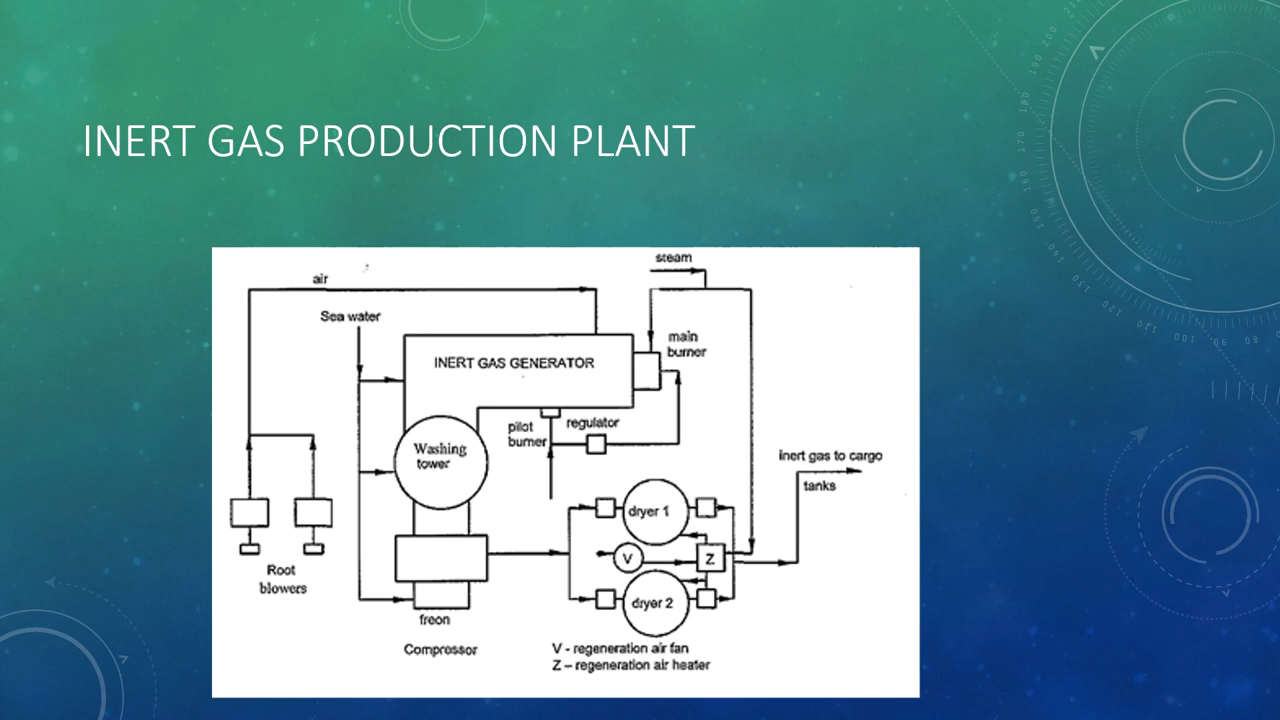 INERT GAS PRODUCTION PLANT
steam
air
Sea water
main
burner
INERT GAS GENERATOR
pilot
burner
regulator
Washing
tower
inert gas to cargo
tanks
dryer 1
V
Z
dryer 2
Root
blowers
freon
Compressor
V - regeneration air fan
Z – regeneration air heater